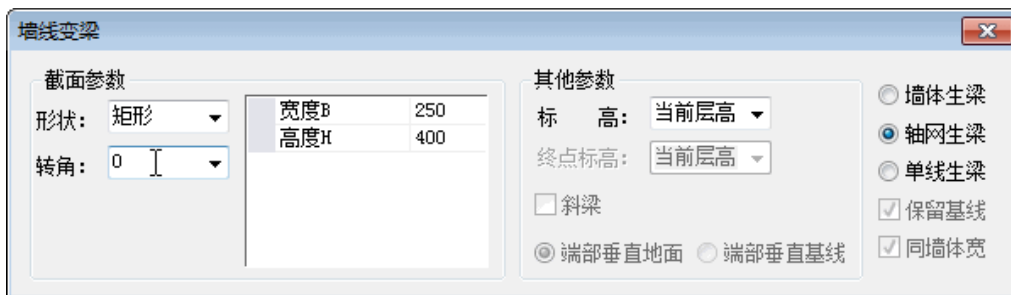 墙线变梁
截面参数
形状： 矩形
转角： 0
宽度B 250
高度H 400
其他参数
标 高： 当前层高
终点标高： 当前层高
斜梁
端部垂直地面 端部垂直基线
墙体生梁
轴网生梁
单线生梁
保留基线
同墙体宽